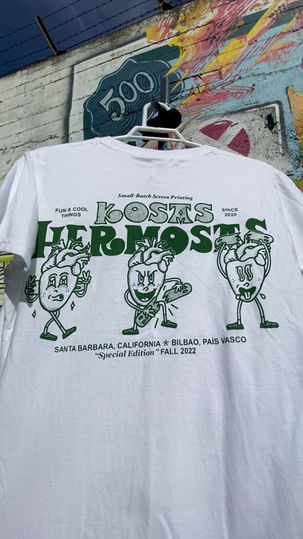 500
Small-Batch Screen Printing
FUN & COOL
THINGS
KOSAS
SINCE
2020
HERMOSAS
SANTA BARBARA, CALIFORNIA ★ BILBAO, PAÍS VASCO
"Special Edition" FALL 2022